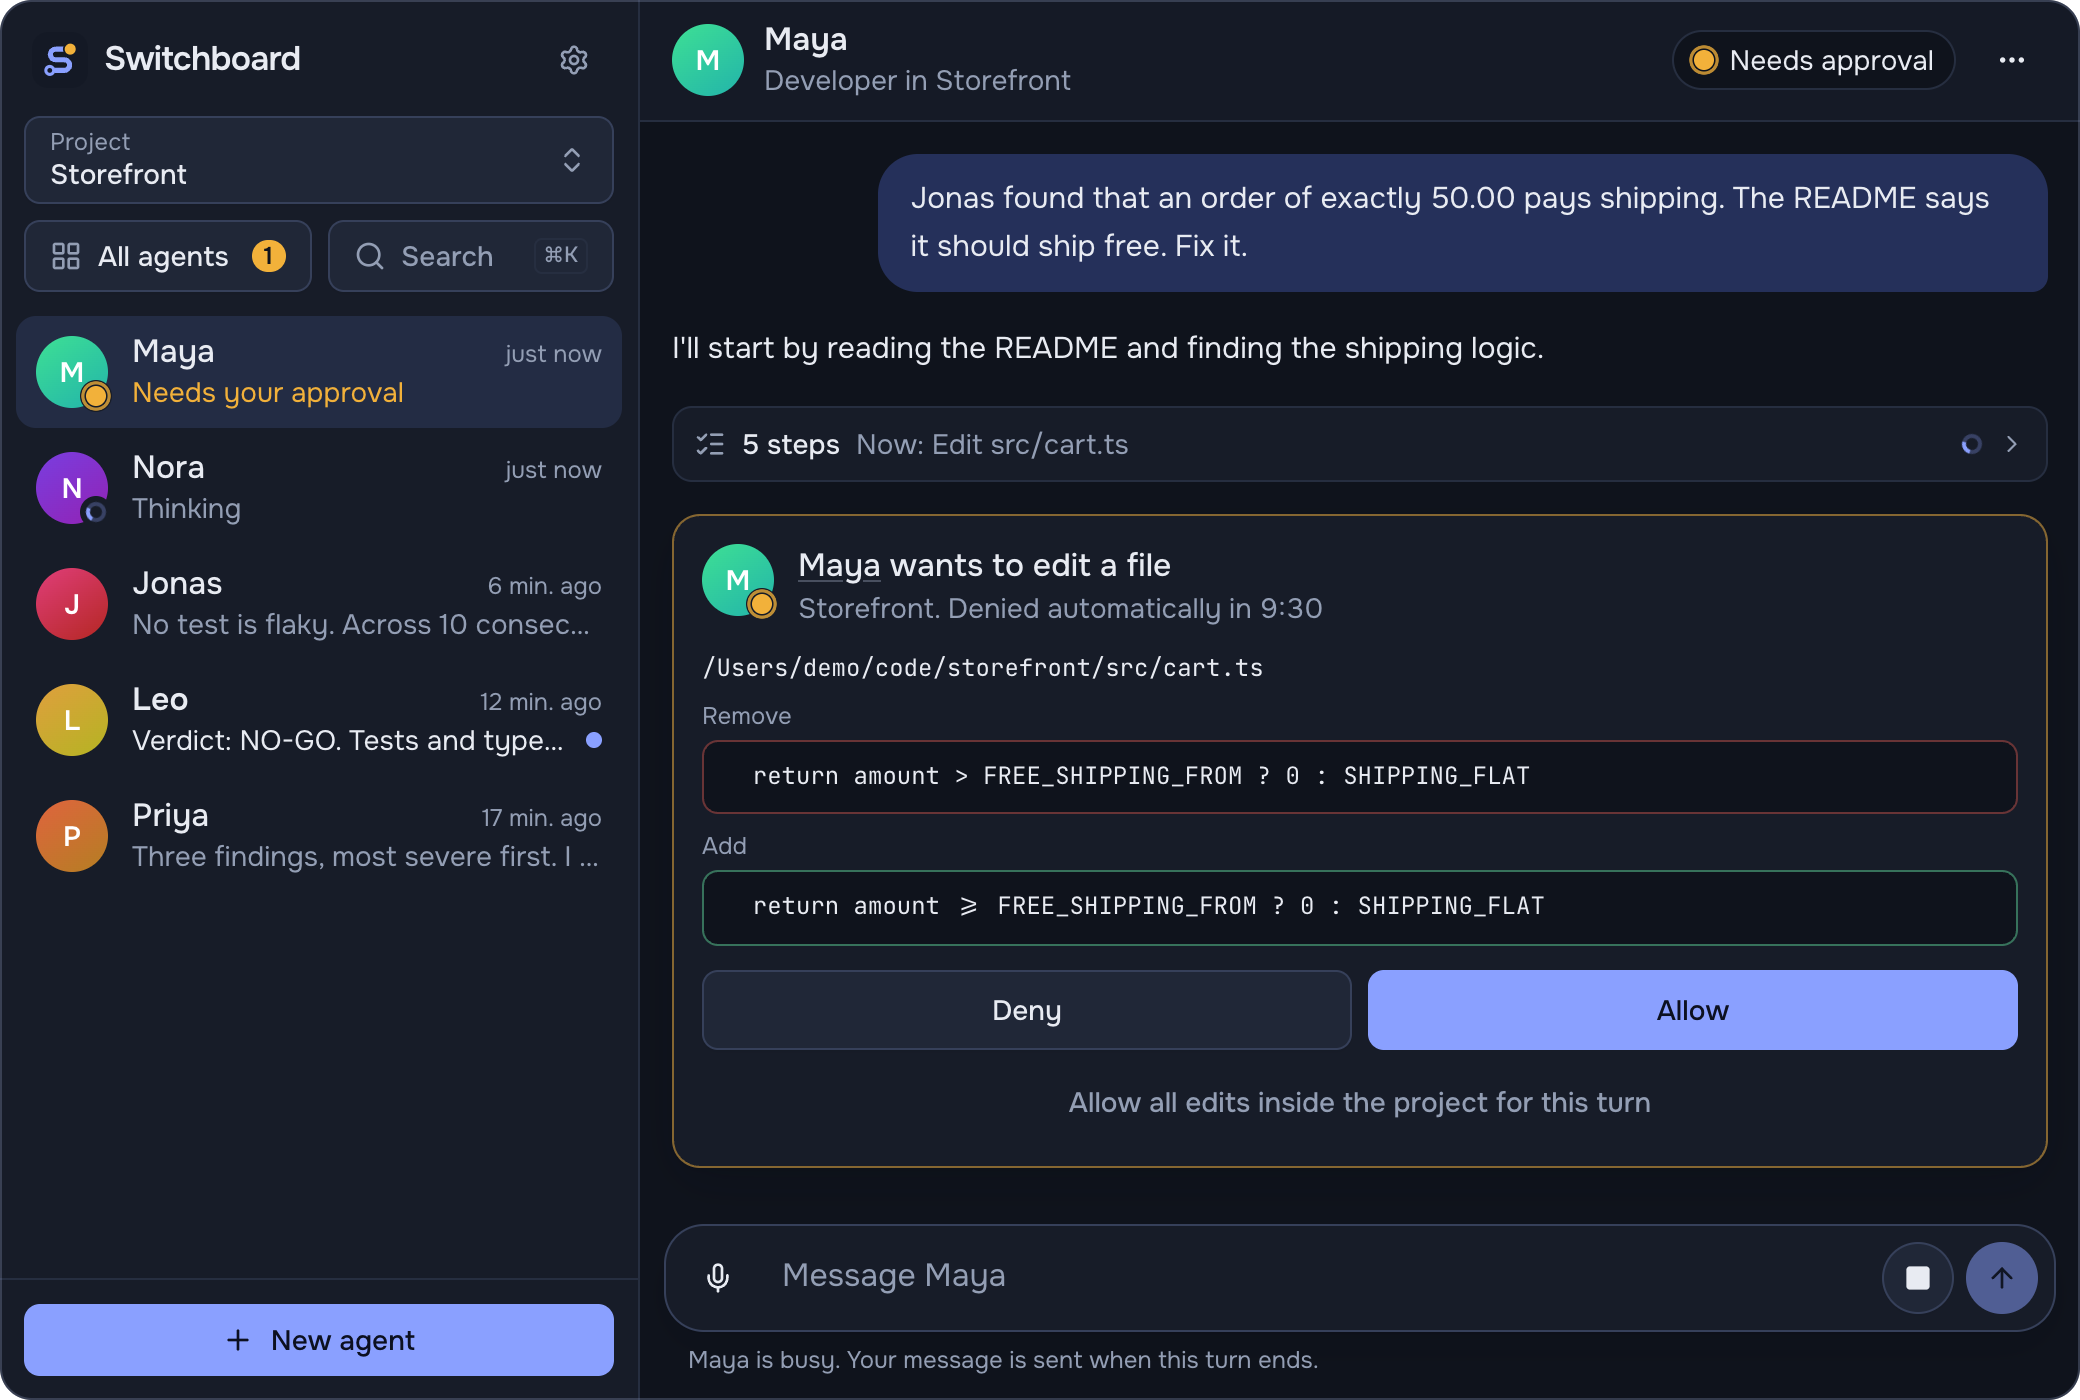 Switchboard
Project
Storefront
All agents 1
Search ⌘K
M Maya just now
Needs your approval
N Nora just now
Thinking
J Jonas 6 min. ago
No test is flaky. Across 10 consec...
L Leo 12 min. ago
Verdict: NO-GO. Tests and type...
P Priya 17 min. ago
Three findings, most severe first. I ...
+ New agent
M Maya
Developer in Storefront
Needs approval
Jonas found that an order of exactly 50.00 pays shipping. The README says
it should ship free. Fix it.
I'll start by reading the README and finding the shipping logic.
5 steps Now: Edit src/cart.ts
M Maya wants to edit a file
Storefront. Denied automatically in 9:30
/Users/demo/code/storefront/src/cart.ts
Remove
return amount > FREE_SHIPPING_FROM ? 0 : SHIPPING_FLAT
Add
return amount ⩾ FREE_SHIPPING_FROM ? 0 : SHIPPING_FLAT
Deny
Allow
Allow all edits inside the project for this turn
Message Maya
Maya is busy. Your message is sent when this turn ends.